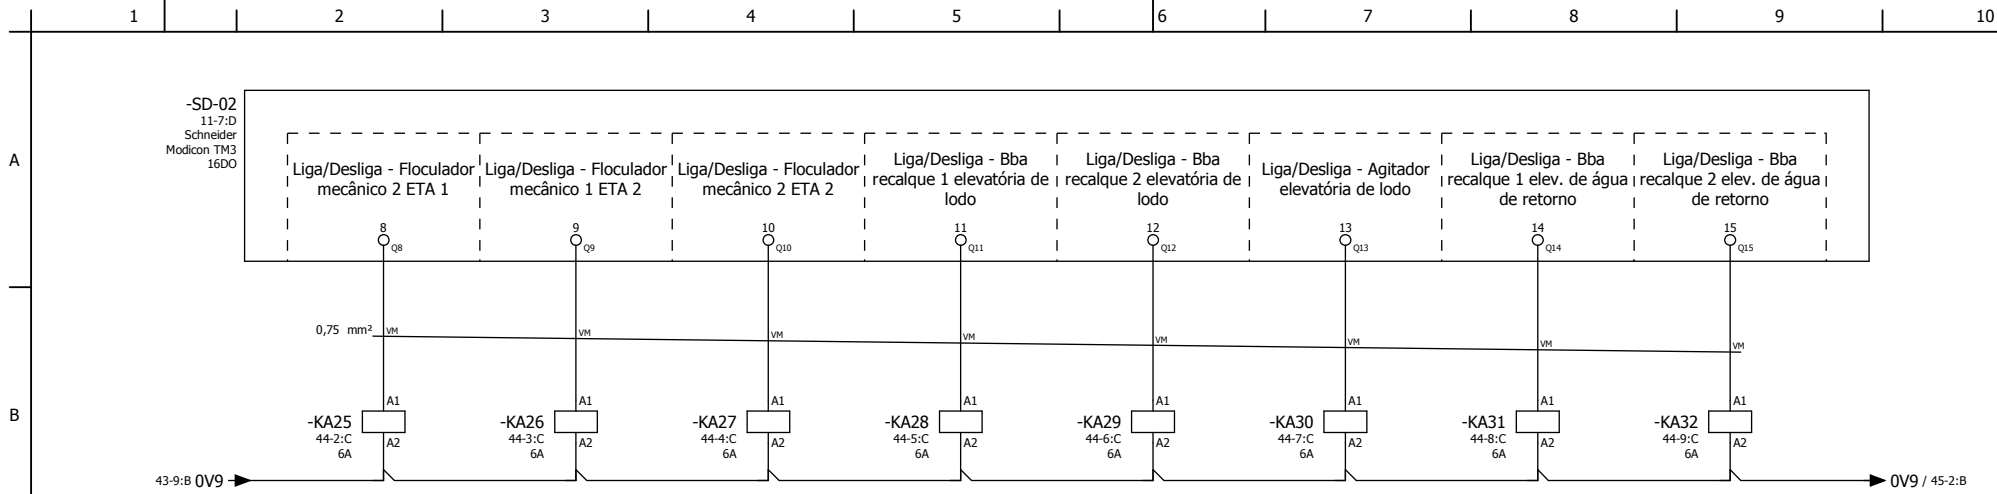 1 2 3 4 5 6 7 8 9 10
A
-SD-02
11-7:D
Schneider
Modicon TM3
16DO
Liga/Desliga - Floculador
mecânico 2 ETA 1
Liga/Desliga - Floculador
mecânico 1 ETA 2
Liga/Desliga - Floculador
mecânico 2 ETA 2
Liga/Desliga - Bba
recalque 1 elevatória de
lodo
Liga/Desliga - Bba
recalque 2 elevatória de
lodo
Liga/Desliga - Agitador
elevatória de lodo
Liga/Desliga - Bba
recalque 1 elev. de água
de retorno
Liga/Desliga - Bba
recalque 2 elev. de água
de retorno
8 9 10 11 12 13 14 15
Q8 Q9 Q10 Q11 Q12 Q13 Q14 Q15
0,75 mm² VM VM VM VM VM VM VM VM
B
A1 A1 A1 A1 A1 A1 A1 A1
-KA25 -KA26 -KA27 -KA28 -KA29 -KA30 -KA31 -KA32
44-2:C 44-3:C 44-4:C 44-5:C 44-6:C 44-7:C 44-8:C 44-9:C
A2 A2 A2 A2 A2 A2 A2 A2
6A 6A 6A 6A 6A 6A 6A 6A
43-9:B 0V9
0V9 / 45-2:B